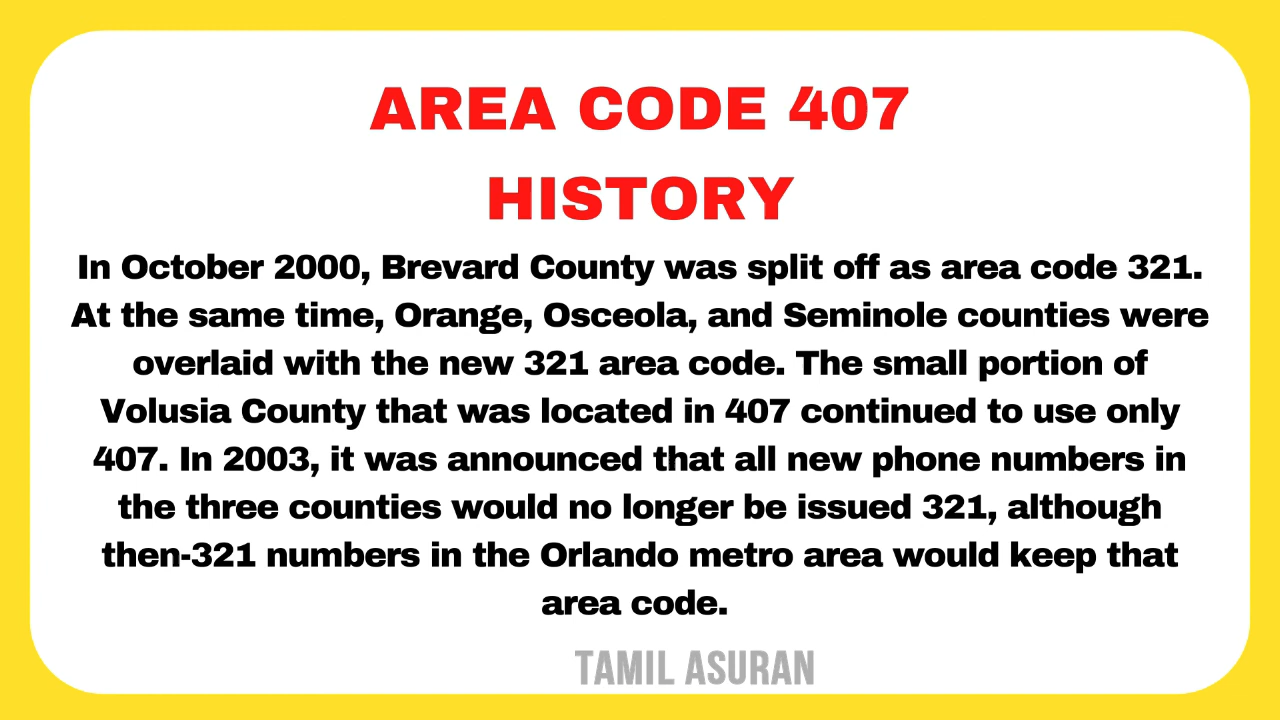 AREA CODE 407
HISTORY
In October 2000, Brevard County was split off as area code 321.
At the same time, Orange, Osceola, and Seminole counties were
overlaid with the new 321 area code. The small portion of
Volusia County that was located in 407 continued to use only
407. In 2003, it was announced that all new phone numbers in
the three counties would no longer be issued 321, although
then-321 numbers in the Orlando metro area would keep that
area code.
TAMIL ASURAN